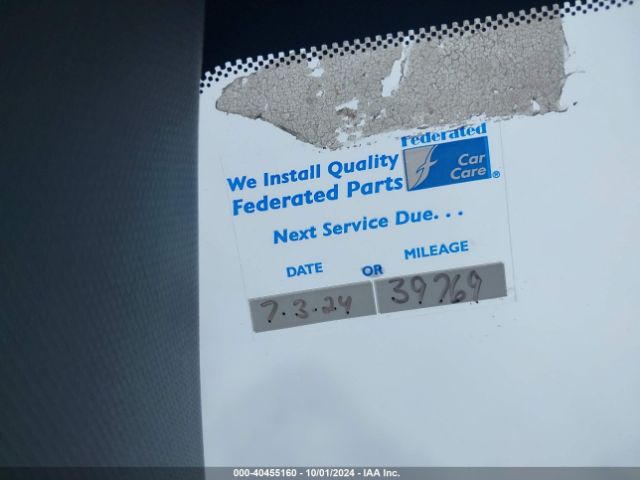 Federated
We Install Quality
Federated Parts
Car
Care®
Next Service Due...
DATE OR MILEAGE
7.3.24 39769
000-40455160 - 10/01/2024 - IAA Inc.